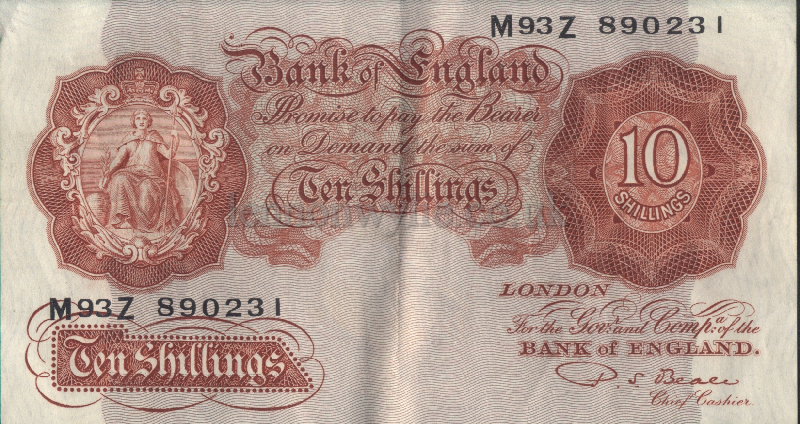 M93Z 890231
Bank of England
Promise to pay the Bearer
on Demand the sum of
Ten Shillings
10
SHILLINGS
LONDON
For the Govr. and Compa. of the
BANK of ENGLAND.
M93Z 890231
Ten Shillings
P. S. Beale
Chief Cashier